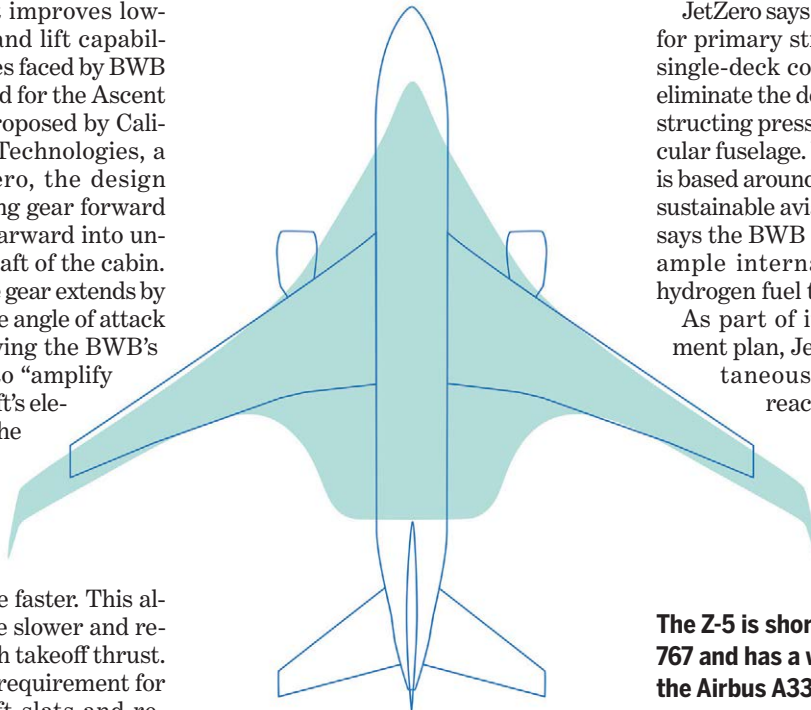 t improves low-
and lift capabil-
es faced by BWB
d for the Ascent
roposed by Cali-
Technologies, a
ero, the design
ng gear forward
arward into un-
aft of the cabin.
e gear extends by
e angle of attack
ving the BWB’s
to “amplify
ft’s ele-
he
e faster. This al-
e slower and re-
h takeoff thrust.
requirement for
ft slats and re-
JetZero says
for primary st
single-deck co
eliminate the d
structing press
cular fuselage.
is based around
sustainable avi
says the BWB
ample interna
hydrogen fuel t
As part of i
ment plan, Je
taneous
reac
The Z-5 is shor
767 and has a w
the Airbus A33